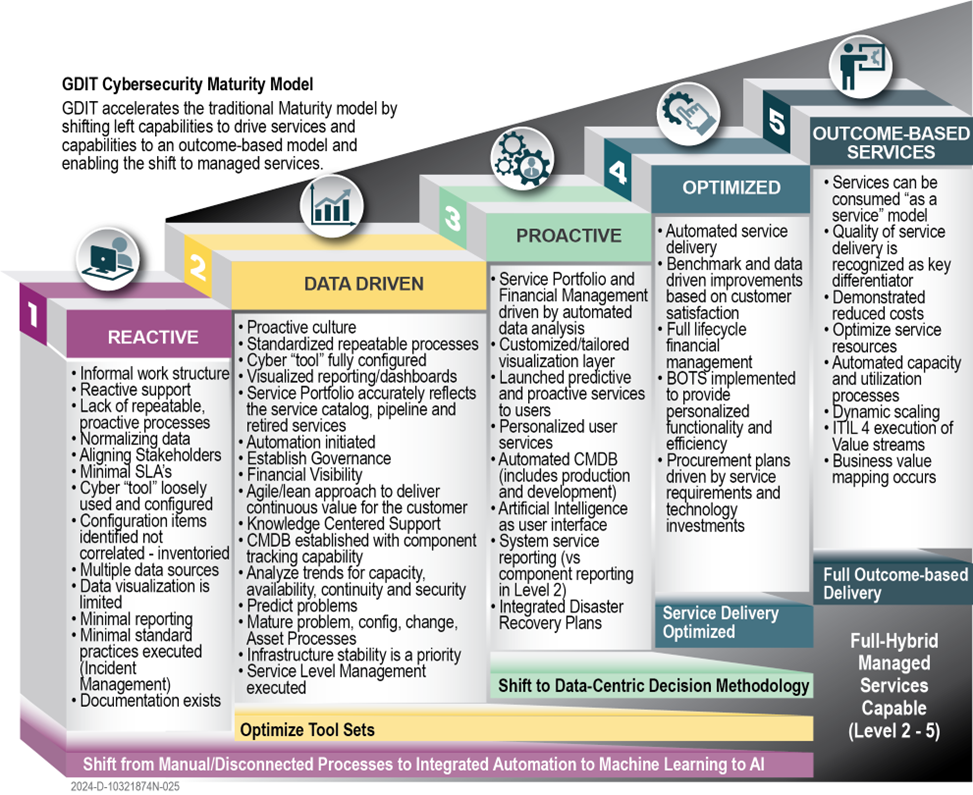 GDIT Cybersecurity Maturity Model
GDIT accelerates the traditional Maturity model by
shifting left capabilities to drive services and
capabilities to an outcome-based model and
enabling the shift to managed services.
1
REACTIVE
• Informal work structure
• Reactive support
• Lack of repeatable,
proactive processes
• Normalizing data
• Aligning Stakeholders
• Minimal SLA's
• Cyber “tool” loosely
used and configured
• Configuration items
identified not
correlated - inventoried
• Multiple data sources
• Data visualization is
limited
• Minimal reporting
• Minimal standard
practices executed
(Incident
Management)
• Documentation exists
2
DATA DRIVEN
• Proactive culture
• Standardized repeatable processes
• Cyber “tool” fully configured
• Visualized reporting/dashboards
• Service Portfolio accurately reflects
the service catalog, pipeline and
retired services
• Automation initiated
• Establish Governance
• Financial Visibility
• Agile/lean approach to deliver
continuous value for the customer
• Knowledge Centered Support
• CMDB established with component
tracking capability
• Analyze trends for capacity,
availability, continuity and security
• Predict problems
• Mature problem, config, change,
Asset Processes
• Infrastructure stability is a priority
• Service Level Management
executed
3
PROACTIVE
• Service Portfolio and
Financial Management
driven by automated
data analysis
• Customized/tailored
visualization layer
• Launched predictive
and proactive services
to users
• Personalized user
services
• Automated CMDB
(includes production
and development)
• Artificial Intelligence
as user interface
• System service
reporting (vs
component reporting
in Level 2)
• Integrated Disaster
Recovery Plans
4
OPTIMIZED
• Automated service
delivery
• Benchmark and data
driven improvements
based on customer
satisfaction
• Full lifecycle
financial
management
• BOTS implemented
to provide
personalized
functionality and
efficiency
• Procurement plans
driven by service
requirements and
technology
investments
5
OUTCOME-BASED
SERVICES
• Services can be
consumed “as a
service” model
• Quality of service
delivery is
recognized as key
differentiator
• Demonstrated
reduced costs
• Optimize service
resources
• Automated capacity
and utilization
processes
• Dynamic scaling
• ITIL 4 execution of
Value streams
• Business value
mapping occurs
Full Outcome-based
Delivery
Service Delivery
Optimized
Shift to Data-Centric Decision Methodology
Optimize Tool Sets
Shift from Manual/Disconnected Processes to Integrated Automation to Machine Learning to AI
Full-Hybrid
Managed
Services
Capable
(Level 2 - 5)
2024-D-10321874N-025